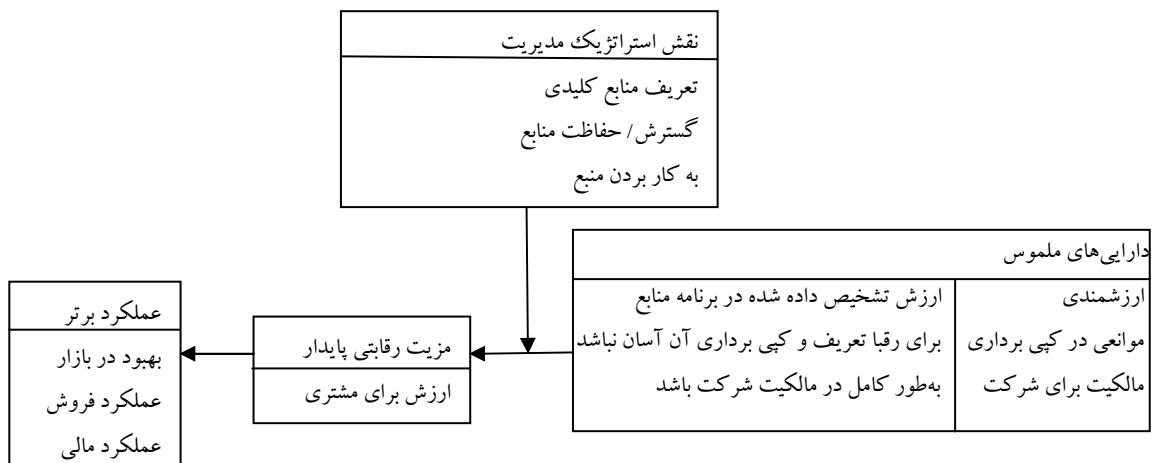 نقش استراتژیک مدیریت
تعریف منابع کلیدی
گسترش/ حفاظت منابع
به کار بردن منبع
دارایی‌های ملموس
ارزشمندی
موانعی در کپی برداری
مالکیت برای شرکت
ارزش تشخیص داده شده در برنامه منابع
برای رقبا تعریف و کپی برداری آن آسان نباشد
به‌طور کامل در مالکیت شرکت باشد
مزیت رقابتی پایدار
ارزش برای مشتری
عملکرد برتر
بهبود در بازار
عملکرد فروش
عملکرد مالی